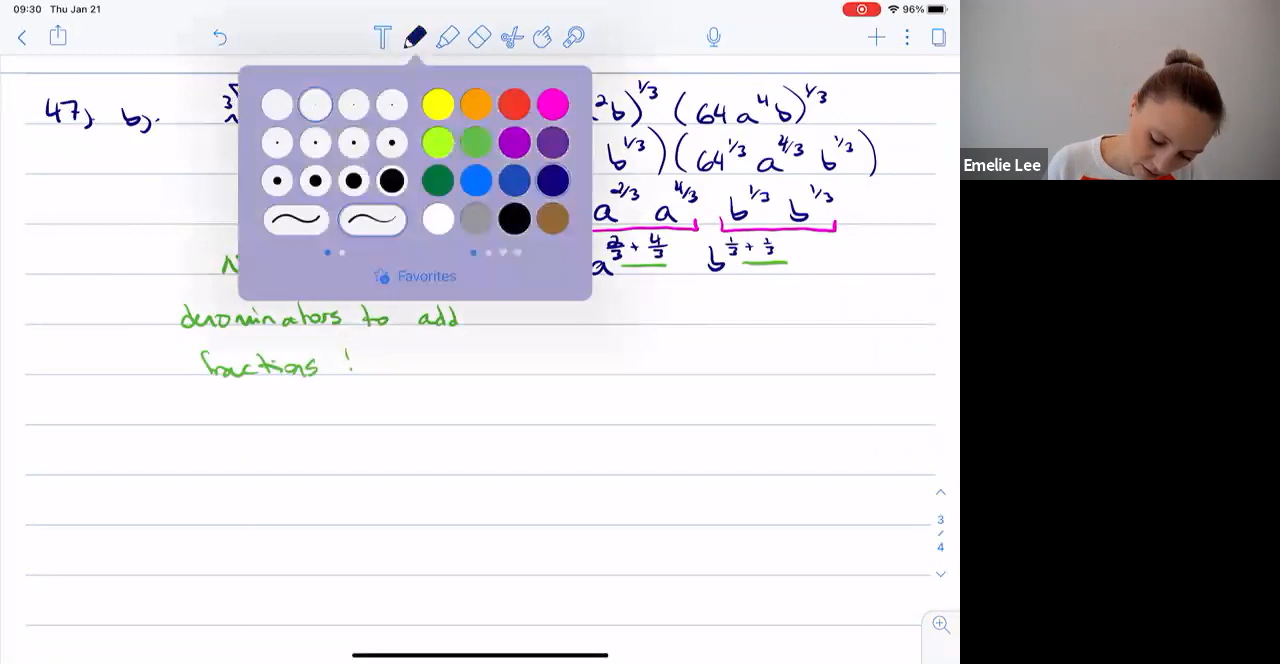 09:30 Thu Jan 21
96%
T
47) b).
3
²b)^1/3 (64a⁴b)^1/3
b^1/3) (64^1/3 a^4/3 b^1/3)
a^2/3 a^4/3 b^1/3 b^1/3
N
a^2/3 + 4/3 b^1/3 + 1/3
Favorites
denominators to add
fractions !
Emelie Lee
3
/
4